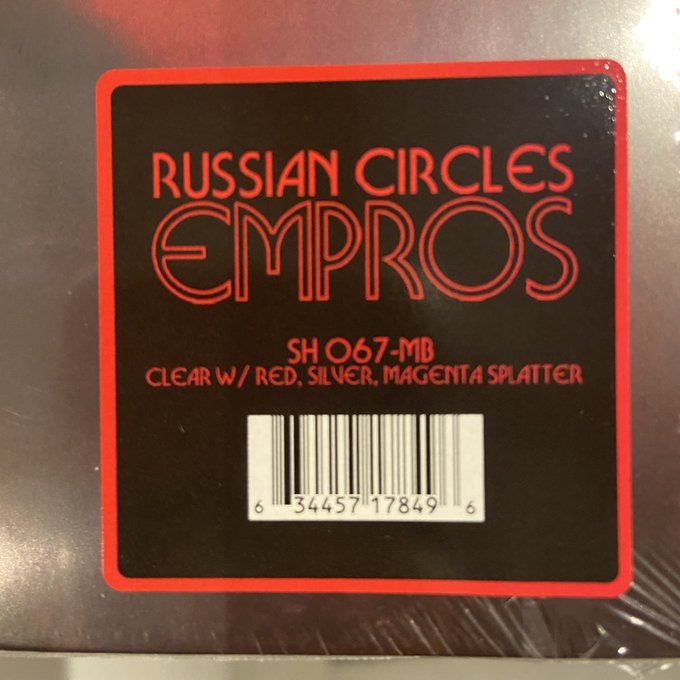 RUSSIAN CIRCLES
EMPROS
SH 067-MB
CLEAR W/ RED, SILVER, MAGENTA SPLATTER
6 34457 17849 6